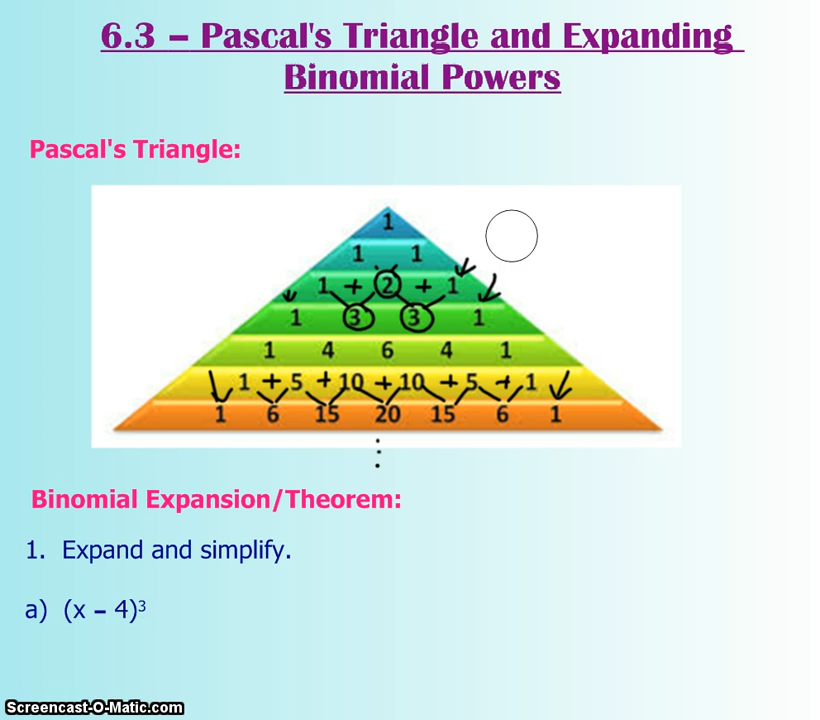 6.3 – Pascal's Triangle and Expanding
Binomial Powers
Pascal's Triangle:
1
1 1
1 + 2 + 1
1 3 3 1
1 4 6 4 1
1 + 5 + 10 + 10 + 5 + 1
1 6 15 20 15 6 1
⋮
Binomial Expansion/Theorem:
1. Expand and simplify.
a) (x – 4)³
Screencast-O-Matic.com